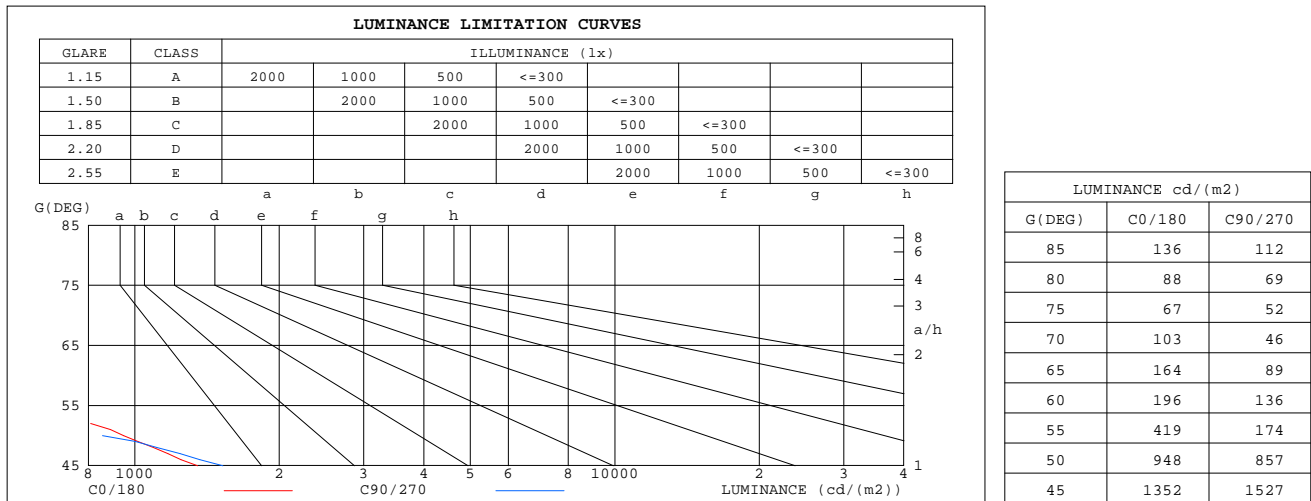 LUMINANCE LIMITATION CURVES
GLARE CLASS ILLUMINANCE (lx)
1.15 A 2000 1000 500 <=300
1.50 B 2000 1000 500 <=300
1.85 C 2000 1000 500 <=300
2.20 D 2000 1000 500 <=300
2.55 E 2000 1000 500 <=300
a b c d e f g h
G(DEG)
a b c d e f g h
85
75
65
55
45
8
6
4
3
a/h
2
1
8 1000 2 3 4 5 6 8 10000 2 3 4
C0/180 C90/270 LUMINANCE (cd/(m2))
LUMINANCE cd/(m2)
G(DEG) C0/180 C90/270
85 136 112
80 88 69
75 67 52
70 103 46
65 164 89
60 196 136
55 419 174
50 948 857
45 1352 1527